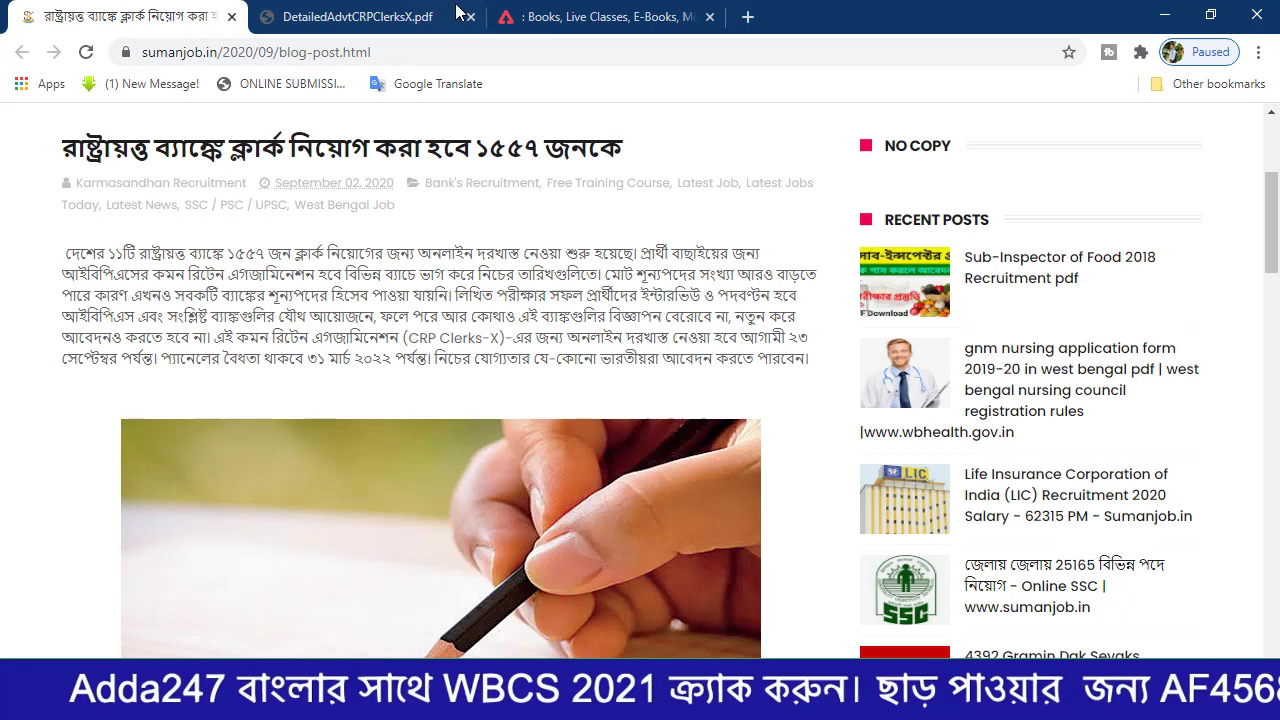 রাষ্ট্রায়ত্ত ব্যাঙ্কে ক্লার্ক নিয়োগ করা হ
DetailedAdvtCRPClerksX.pdf
: Books, Live Classes, E-Books, Mo
sumanjob.in/2020/09/blog-post.html
Paused
Apps
(1) New Message!
ONLINE SUBMISSI...
Google Translate
Other bookmarks
রাষ্ট্রায়ত্ত ব্যাঙ্কে ক্লার্ক নিয়োগ করা হবে ১৫৫৭ জনকে
Karmasandhan Recruitment September 02, 2020 Bank's Recruitment, Free Training Course, Latest Job, Latest Jobs
Today, Latest News, SSC / PSC / UPSC, West Bengal Job
দেশের ১১টি রাষ্ট্রায়ত্ত ব্যাঙ্কে ১৫৫৭ জন ক্লার্ক নিয়োগের জন্য অনলাইন দরখাস্ত নেওয়া শুরু হয়েছে। প্রার্থী বাছাইয়ের জন্য
আইবিপিএসের কমন রিটেন এগজামিনেশন হবে বিভিন্ন ব্যাচে ভাগ করে নিচের তারিখগুলিতে। মোট শূন্যপদের সংখ্যা আরও বাড়তে
পারে কারণ এখনও সবকটি ব্যাঙ্কের শূন্যপদের হিসেব পাওয়া যায়নি। লিখিত পরীক্ষার সফল প্রার্থীদের ইন্টারভিউ ও পদবণ্টন হবে
আইবিপিএস এবং সংশ্লিষ্ট ব্যাঙ্কগুলির যৌথ আয়োজনে, ফলে পরে আর কোথাও এই ব্যাঙ্কগুলির বিজ্ঞাপন বেরোবে না, নতুন করে
আবেদনও করতে হবে না। এই কমন রিটেন এগজামিনেশন (CRP Clerks-X)-এর জন্য অনলাইন দরখাস্ত নেওয়া হবে আগামী ২৩
সেপ্টেম্বর পর্যন্ত। প্যানেলের বৈধতা থাকবে ৩১ মার্চ ২০২২ পর্যন্ত। নিচের যোগ্যতার যে-কোনো ভারতীয়রা আবেদন করতে পারবেন।
NO COPY
RECENT POSTS
Sub-Inspector of Food 2018
Recruitment pdf
gnm nursing application form
2019-20 in west bengal pdf | west
bengal nursing council
registration rules
|www.wbhealth.gov.in
Life Insurance Corporation of
India (LIC) Recruitment 2020
Salary - 62315 PM - Sumanjob.in
LIC
জেলায় জেলায় 25165 বিভিন্ন পদে
নিয়োগ - Online SSC |
www.sumanjob.in
SSC
4392 Gramin Dak Sevaks
Adda247 বাংলার সাথে WBCS 2021 ক্র্যাক করুন। ছাড় পাওয়ার জন্য AF4569